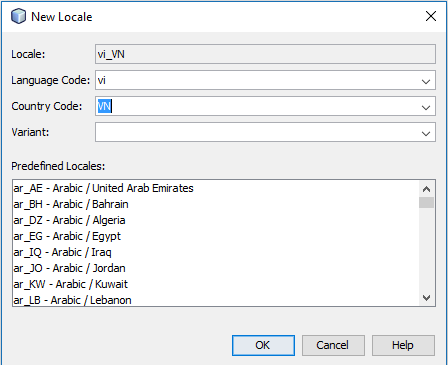 New Locale
Locale: vi_VN
Language Code: vi
Country Code: VN
Variant:
Predefined Locales:
ar_AE - Arabic / United Arab Emirates
ar_BH - Arabic / Bahrain
ar_DZ - Arabic / Algeria
ar_EG - Arabic / Egypt
ar_IQ - Arabic / Iraq
ar_JO - Arabic / Jordan
ar_KW - Arabic / Kuwait
ar_LB - Arabic / Lebanon
OK Cancel Help